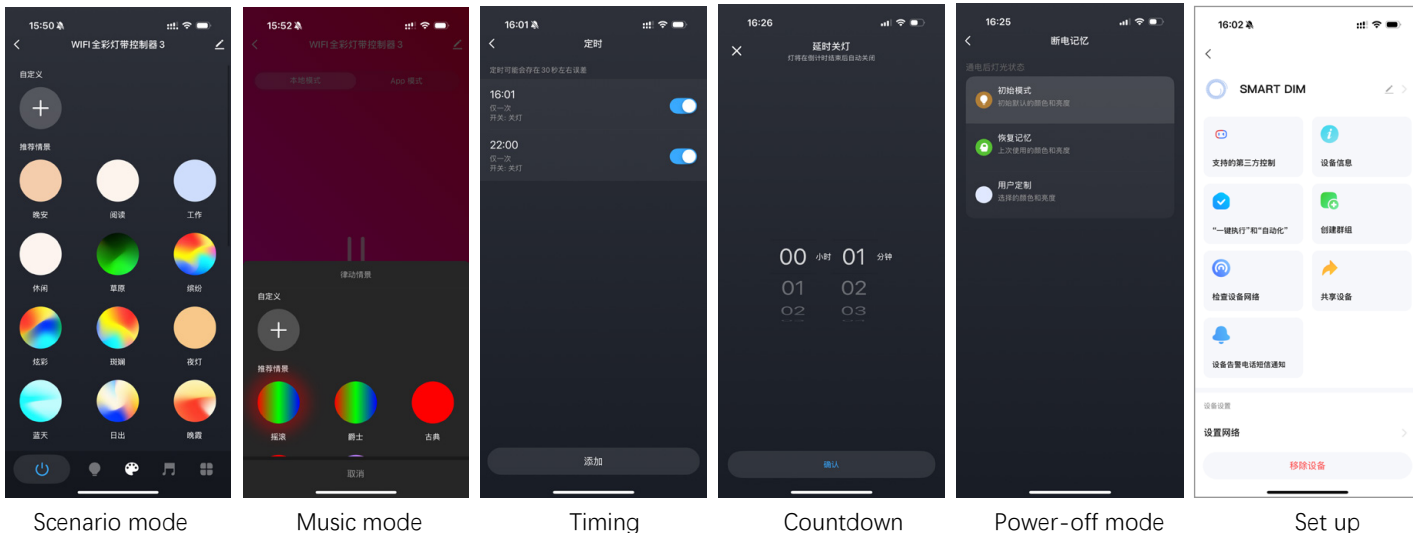 15:50
WIFI全彩灯带控制器 3
自定义
推荐情景
晚安
阅读
工作
休闲
草原
缤纷
炫彩
斑斓
夜灯
蓝天
日出
晚霞
Scenario mode
15:52
WIFI全彩灯带控制器 3
本地模式
App 模式
律动情景
自定义
推荐情景
摇滚
爵士
古典
取消
Music mode
16:01
定时
定时可能会存在30秒左右误差
16:01
仅一次
开关: 关灯
22:00
仅一次
开关: 关灯
添加
Timing
16:26
延时关灯
灯将在倒计时结束后自动关闭
00 小时 01 分钟
01 02
02 03
确认
Countdown
16:25
断电记忆
通电后灯光状态
初始模式
初始默认的颜色和亮度
恢复记忆
上次使用的颜色和亮度
用户定制
选择的颜色和亮度
Power-off mode
16:02
SMART DIM
支持的第三方控制
设备信息
“一键执行”和“自动化”
创建群组
检查设备网络
共享设备
设备告警电话短信通知
设备设置
设置网络
移除设备
Set up